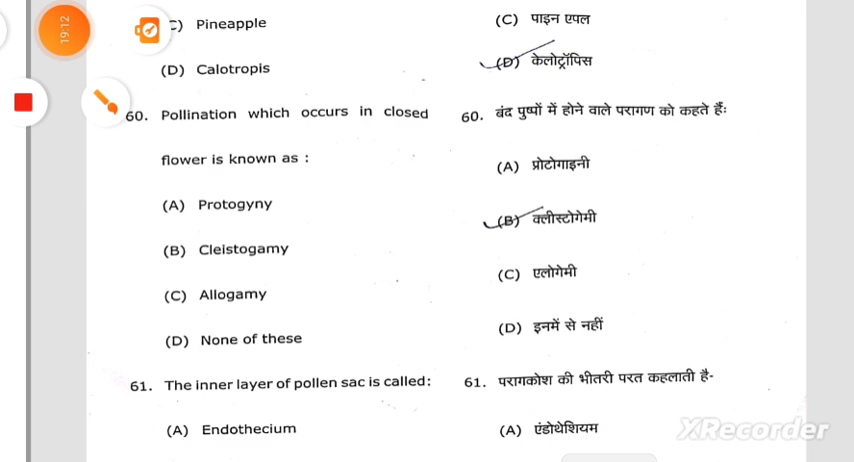 19:12
C) Pineapple
(D) Calotropis
60. Pollination which occurs in closed
flower is known as :
(A) Protogyny
(B) Cleistogamy
(C) Allogamy
(D) None of these
61. The inner layer of pollen sac is called:
(A) Endothecium
(C) पाइन एपल
(D) केलोट्रॉपिस
60. बंद पुष्पों में होने वाले परागण को कहते हैंः
(A) प्रोटोगाइनी
(B) क्लीस्टोगेमी
(C) एलोगेमी
(D) इनमें से नहीं
61. परागकोश की भीतरी परत कहलाती है-
(A) एंडोथेशियम
XRecorder